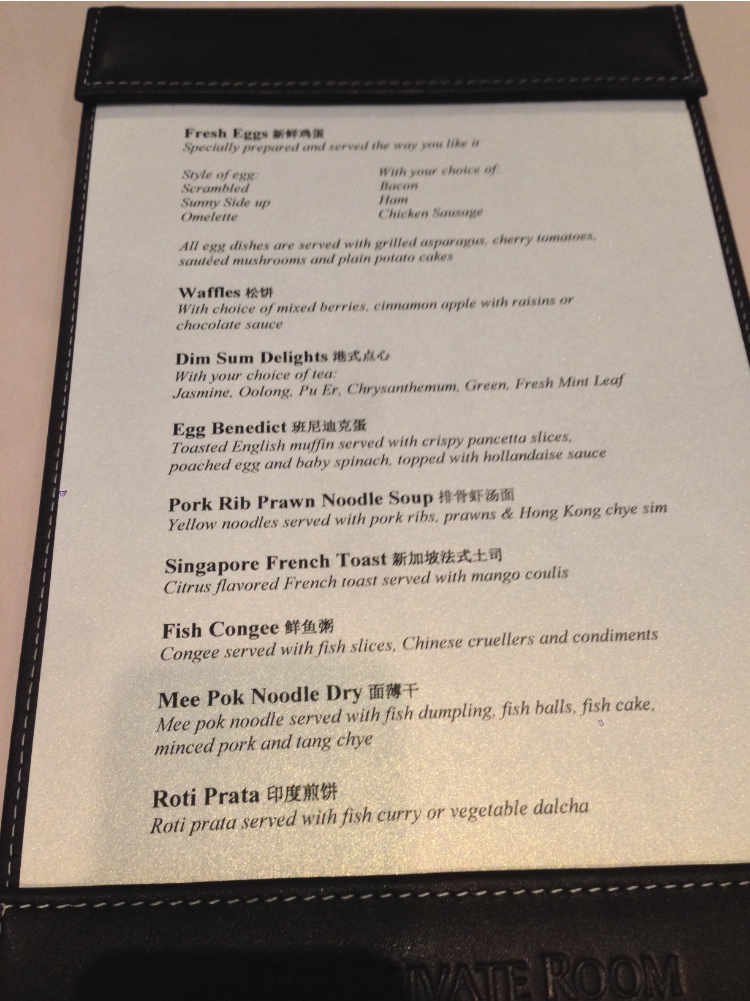 Fresh Eggs 新鲜鸡蛋
Specially prepared and served the way you like it
Style of egg:
Scrambled
Sunny Side up
Omelette
With your choice of:
Bacon
Ham
Chicken Sausage
All egg dishes are served with grilled asparagus, cherry tomatoes,
sautéed mushrooms and plain potato cakes
Waffles 松饼
With choice of mixed berries, cinnamon apple with raisins or
chocolate sauce
Dim Sum Delights 港式点心
With your choice of tea:
Jasmine, Oolong, Pu Er, Chrysanthemum, Green, Fresh Mint Leaf
Egg Benedict 班尼迪克蛋
Toasted English muffin served with crispy pancetta slices,
poached egg and baby spinach, topped with hollandaise sauce
Pork Rib Prawn Noodle Soup 排骨虾汤面
Yellow noodles served with pork ribs, prawns & Hong Kong chye sim
Singapore French Toast 新加坡法式土司
Citrus flavored French toast served with mango coulis
Fish Congee 鲜鱼粥
Congee served with fish slices, Chinese cruellers and condiments
Mee Pok Noodle Dry 面薄干
Mee pok noodle served with fish dumpling, fish balls, fish cake,
minced pork and tang chye
Roti Prata 印度煎饼
Roti prata served with fish curry or vegetable dalcha
ROOM